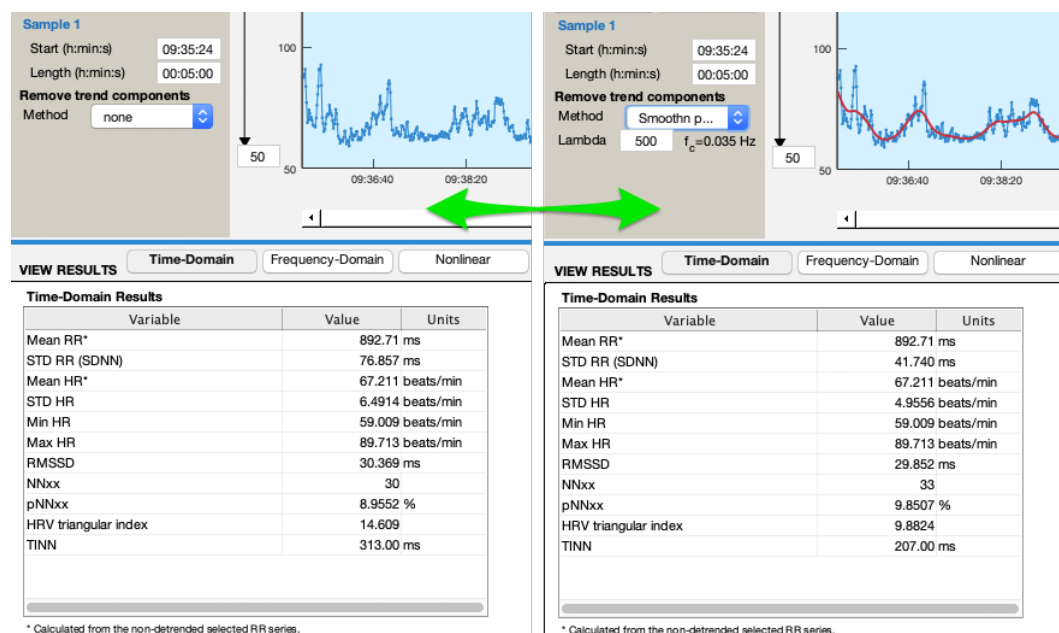 Sample 1
Start (h:min:s) 09:35:24
Length (h:min:s) 00:05:00
Remove trend components
Method none
100
50
50
09:36:40 09:38:20
VIEW RESULTS Time-Domain Frequency-Domain Nonlinear
Time-Domain Results
Variable Value Units
Mean RR* 892.71 ms
STD RR (SDNN) 76.857 ms
Mean HR* 67.211 beats/min
STD HR 6.4914 beats/min
Min HR 59.009 beats/min
Max HR 89.713 beats/min
RMSSD 30.369 ms
NNxx 30
pNNxx 8.9552 %
HRV triangular index 14.609
TINN 313.00 ms
* Calculated from the non-detrended selected RR series.
Sample 1
Start (h:min:s) 09:35:24
Length (h:min:s) 00:05:00
Remove trend components
Method Smoothn p...
Lambda 500 f_c=0.035 Hz
100
50
50
09:36:40 09:38:20
VIEW RESULTS Time-Domain Frequency-Domain Nonlinear
Time-Domain Results
Variable Value Units
Mean RR* 892.71 ms
STD RR (SDNN) 41.740 ms
Mean HR* 67.211 beats/min
STD HR 4.9556 beats/min
Min HR 59.009 beats/min
Max HR 89.713 beats/min
RMSSD 29.852 ms
NNxx 33
pNNxx 9.8507 %
HRV triangular index 9.8824
TINN 207.00 ms
* Calculated from the non-detrended selected RR series.